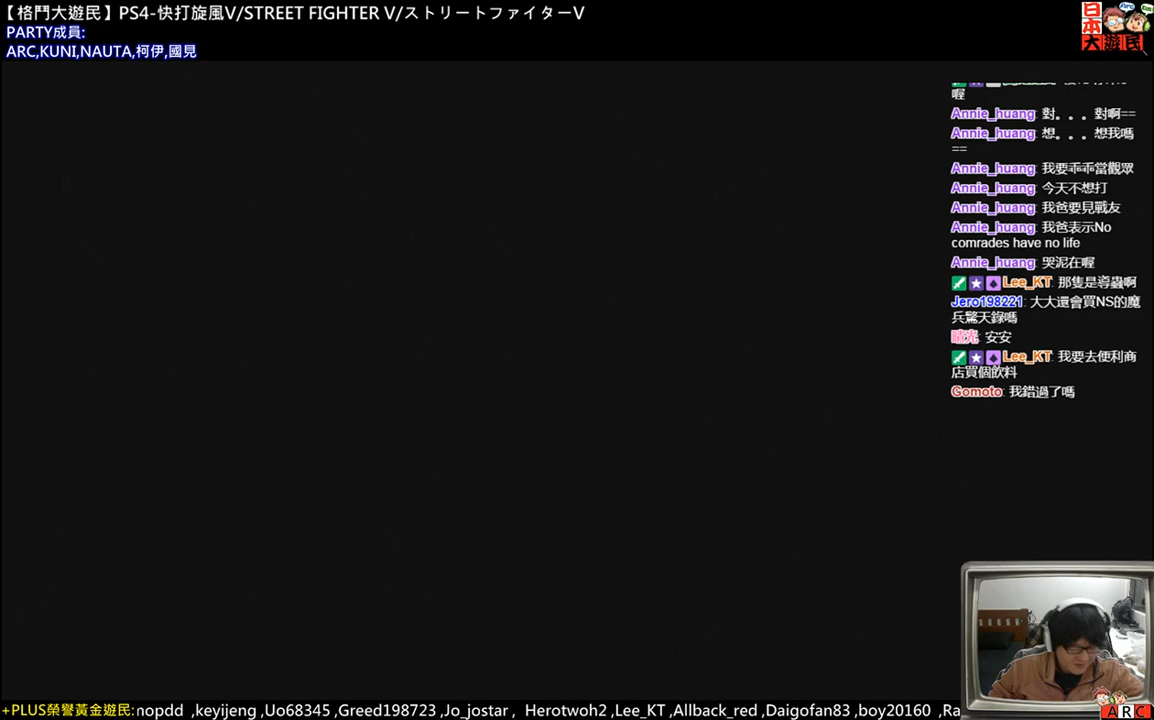 【格鬥大遊民】PS4-快打旋風V/STREET FIGHTER V/ストリートファイターV
PARTY成員:
ARC,KUNI,NAUTA,柯伊,國見
日本大遊民
喔
Annie_huang: 對。。。對啊==
Annie_huang: 想。。。想我嗎
==
Annie_huang: 我要乖乖當觀眾
Annie_huang: 今天不想打
Annie_huang: 我爸要見戰友
Annie_huang: 我爸表示No
comrades have no life
Annie_huang: 哭泥在喔
Lee_KT: 那隻是導蟲啊
Jero198221: 大大還會買NS的魔
兵驚天錄嗎
晴光: 安安
Lee_KT: 我要去便利商
店買個飲料
Gomoto: 我錯過了嗎
ARC
+PLUS榮譽黃金遊民:nopdd ,keyijeng ,Uo68345 ,Greed198723 ,Jo_jostar , Herotwoh2 ,Lee_KT ,Allback_red ,Daigofan83 ,boy20160 ,Ra